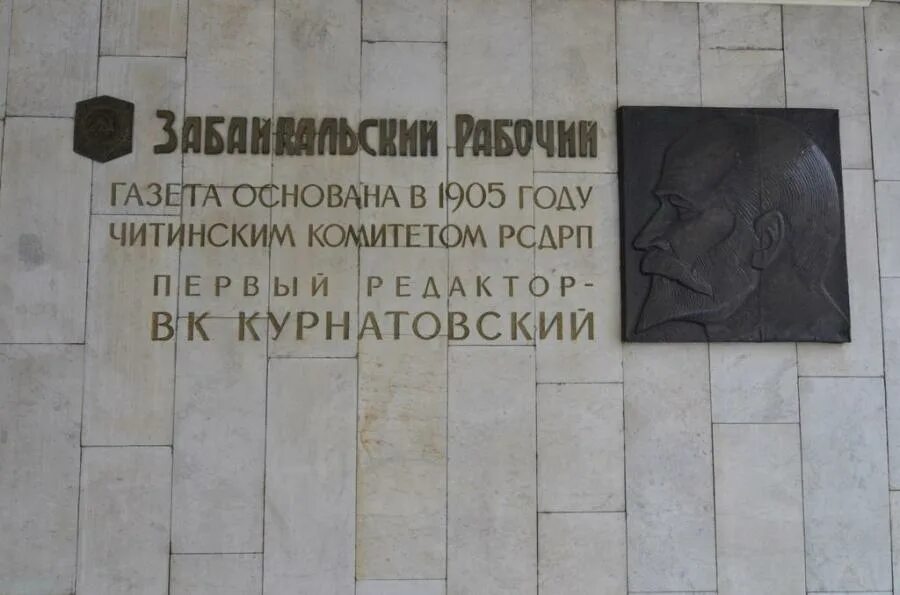 ЗАБАЙКАЛЬСКИЙ РАБОЧИЙ
ГАЗЕТА ОСНОВАНА В 1905 ГОДУ
ЧИТИНСКИМ КОМИТЕТОМ РСДРП
ПЕРВЫЙ РЕДАКТОР-
ВК КУРНАТОВСКИЙ